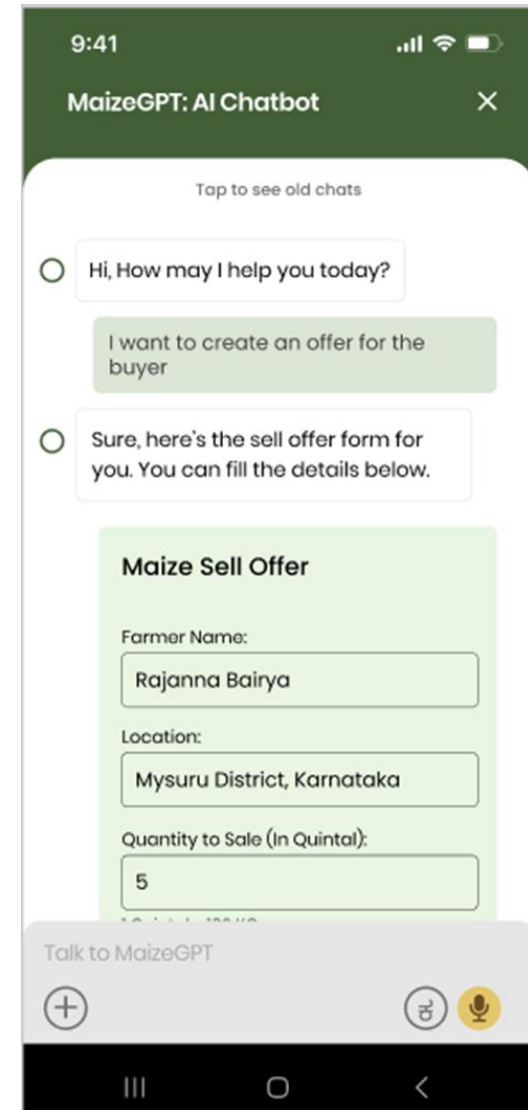 9:41
MaizeGPT: AI Chatbot
Tap to see old chats
Hi, How may I help you today?
I want to create an offer for the
buyer
Sure, here's the sell offer form for
you. You can fill the details below.
Maize Sell Offer
Farmer Name:
Rajanna Bairya
Location:
Mysuru District, Karnataka
Quantity to Sale (In Quintal):
5
Talk to MaizeGPT
ಕ